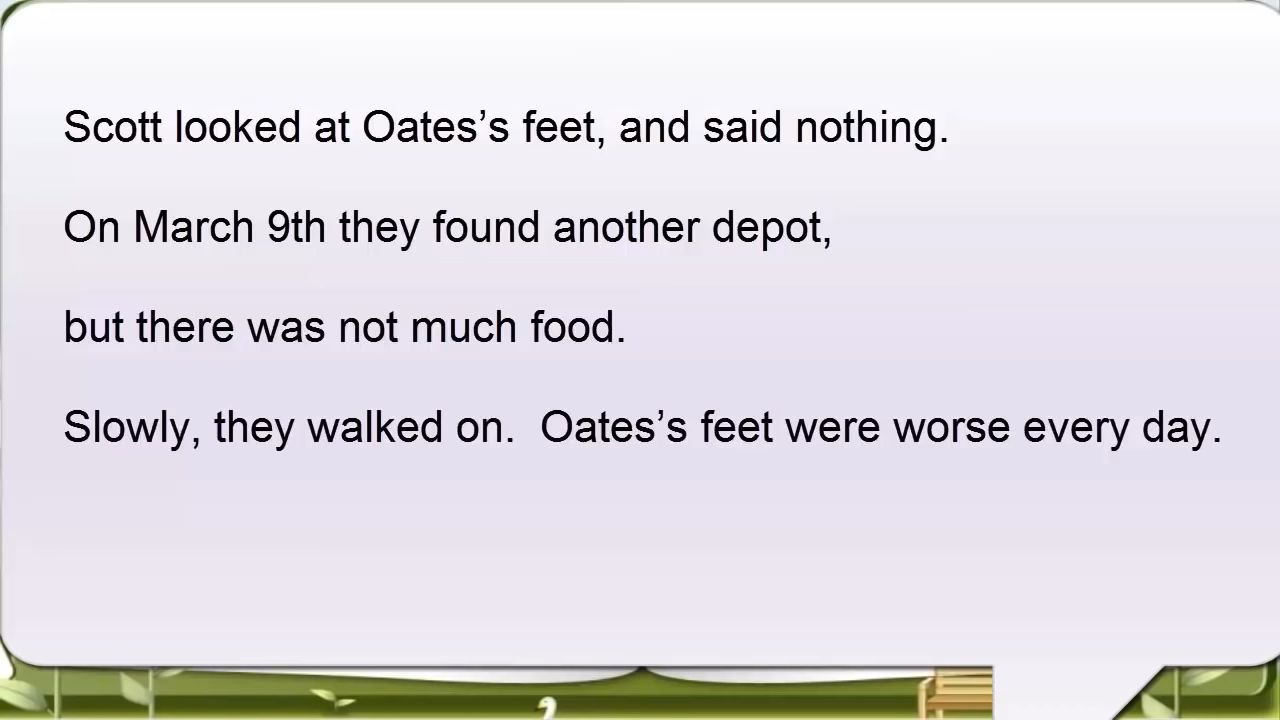 Scott looked at Oates’s feet, and said nothing.
On March 9th they found another depot,
but there was not much food.
Slowly, they walked on.  Oates’s feet were worse every day.